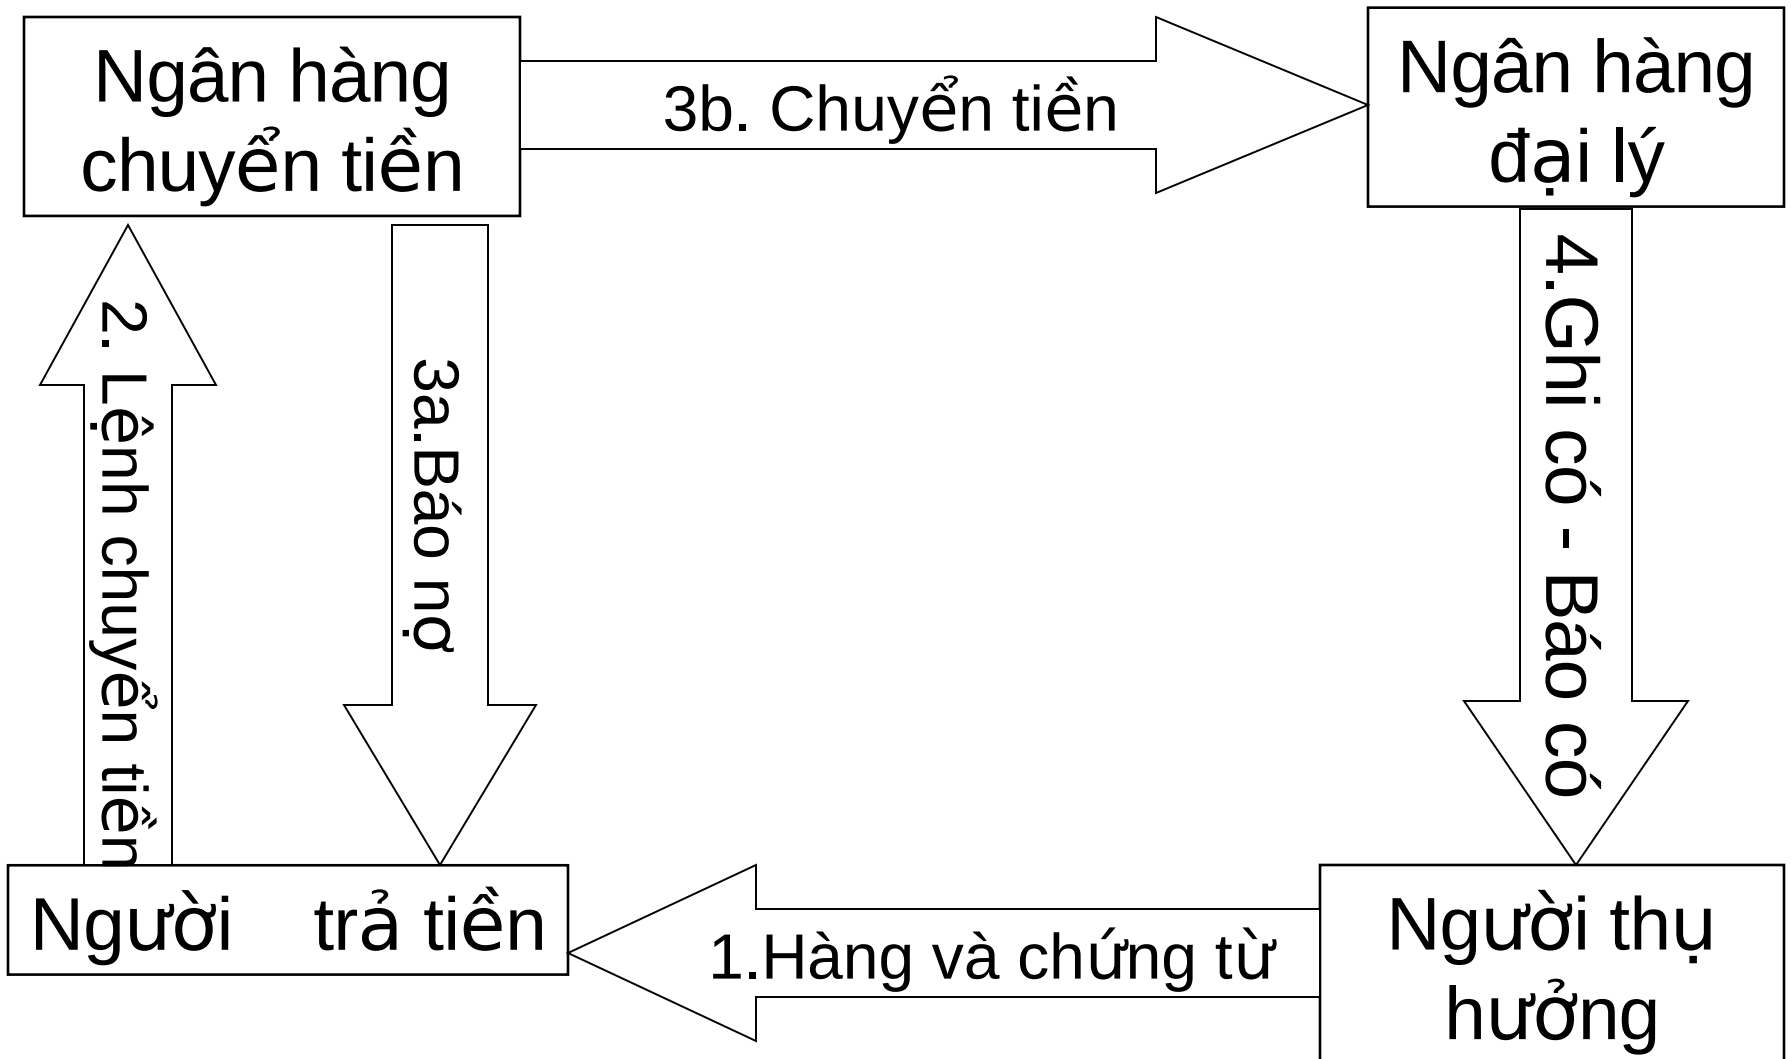 Ngân hàng
chuyển tiền
3b. Chuyển tiền
Ngân hàng
đại lý
2. Lệnh chuyển tiền
3a.Báo nợ
4.Ghi có - Báo có
Người trả tiền
1.Hàng và chứng từ
Người thụ
hưởng